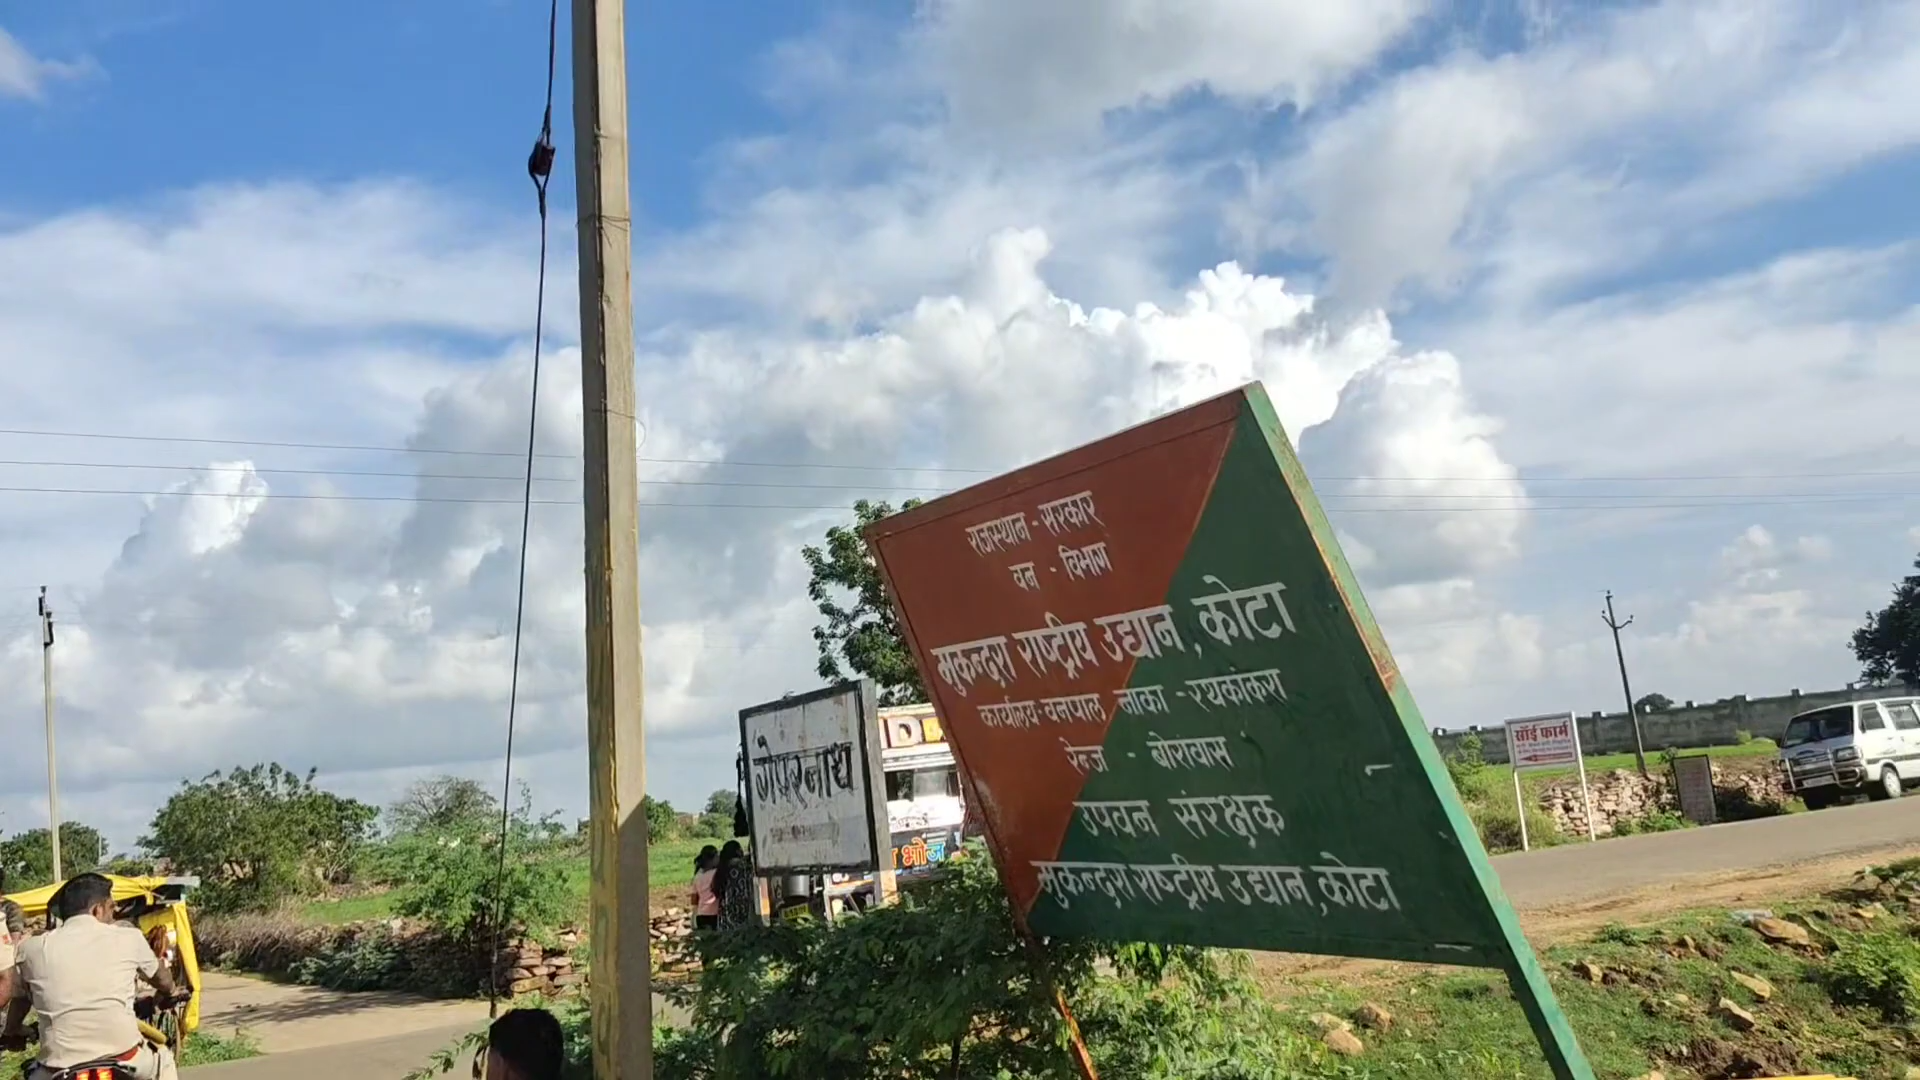 राजस्थान - सरकार
वन - विभाग
मुकन्दरा राष्ट्रीय उद्यान, कोटा
कार्यालय-वनपाल नाका - रथकांकरा
रेन्ज - बोरावास
उपवन संरक्षक
मुकन्दरा राष्ट्रीय उद्यान, कोटा
गेपरनाथ
D
भोज
सॉई फार्म